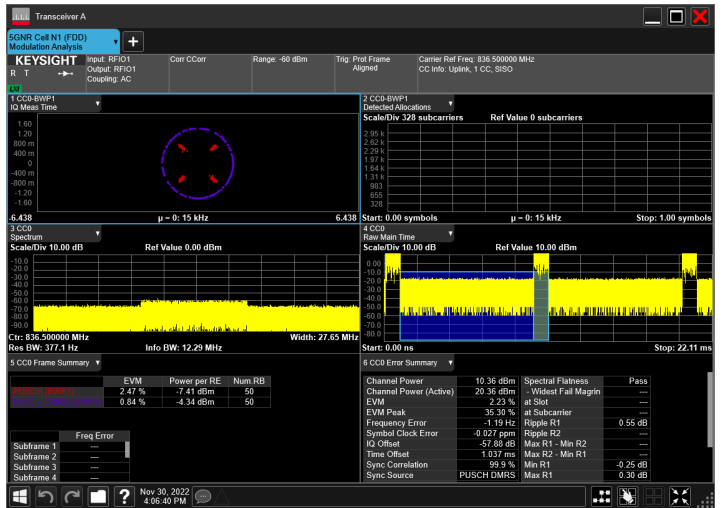 Transceiver A
5GNR Cell N1 (FDD)
Modulation Analysis
KEYSIGHT
R T
LXI
Input: RFIO1
Output: RFIO1
Coupling: AC
Corr CCorr
Range: -60 dBm
Trig: Prot Frame
Aligned
Carrier Ref Freq: 836.500000 MHz
CC Info: Uplink, 1 CC, SISO
1 CC0-BWP1
IQ Meas Time
1.60
1.20
800 m
400 m
0
-400 m
-800 m
-1.20
-1.60
-6.438
μ – 0: 15 kHz
6.438
2 CC0-BWP1
Detected Allocations
Scale/Div 328 subcarriers
Ref Value 0 subcarriers
2.95 k
2.62 k
2.29 k
1.97 k
1.64 k
1.31 k
983
655
328
Start: 0.00 symbols
μ – 0: 15 kHz
Stop: 1.00 symbols
3 CC0
Spectrum
Scale/Div 10.00 dB
Ref Value 0.00 dBm
-10.0
-20.0
-30.0
-40.0
-50.0
-60.0
-70.0
-80.0
-90.0
Ctr: 836.500000 MHz
Width: 27.65 MHz
Res BW: 377.1 Hz
Info BW: 12.29 MHz
4 CC0
Raw Main Time
Scale/Div 10.00 dB
Ref Value 10.00 dBm
0.00
-10.0
-20.0
-30.0
-40.0
-50.0
-60.0
-70.0
-80.0
Start: 0.00 ns
Stop: 22.11 ms
5 CC0 Frame Summary
EVM Power per RE Num.RB
2.47 % -7.41 dBm 50
0.84 % -4.34 dBm 50
Freq Error
Subframe 1 ---
Subframe 2 ---
Subframe 3 ---
Subframe 4 ---
6 CC0 Error Summary
Channel Power 10.36 dBm
Channel Power (Active) 20.36 dBm
EVM 2.23 %
EVM Peak 35.30 %
Frequency Error -1.19 Hz
Symbol Clock Error -0.027 ppm
IQ Offset -57.88 dB
Time Offset 1.037 ms
Sync Correlation 99.9 %
Sync Source PUSCH DMRS
Spectral Flatness Pass
- Widest Fail Magrin ---
at Slot ---
at Subcarrier ---
Ripple R1 0.55 dB
Ripple R2 ---
Max R1 - Min R2 ---
Max R2 - Min R1 ---
Min R1 -0.25 dB
Max R1 0.30 dB
Nov 30, 2022
4:06:40 PM